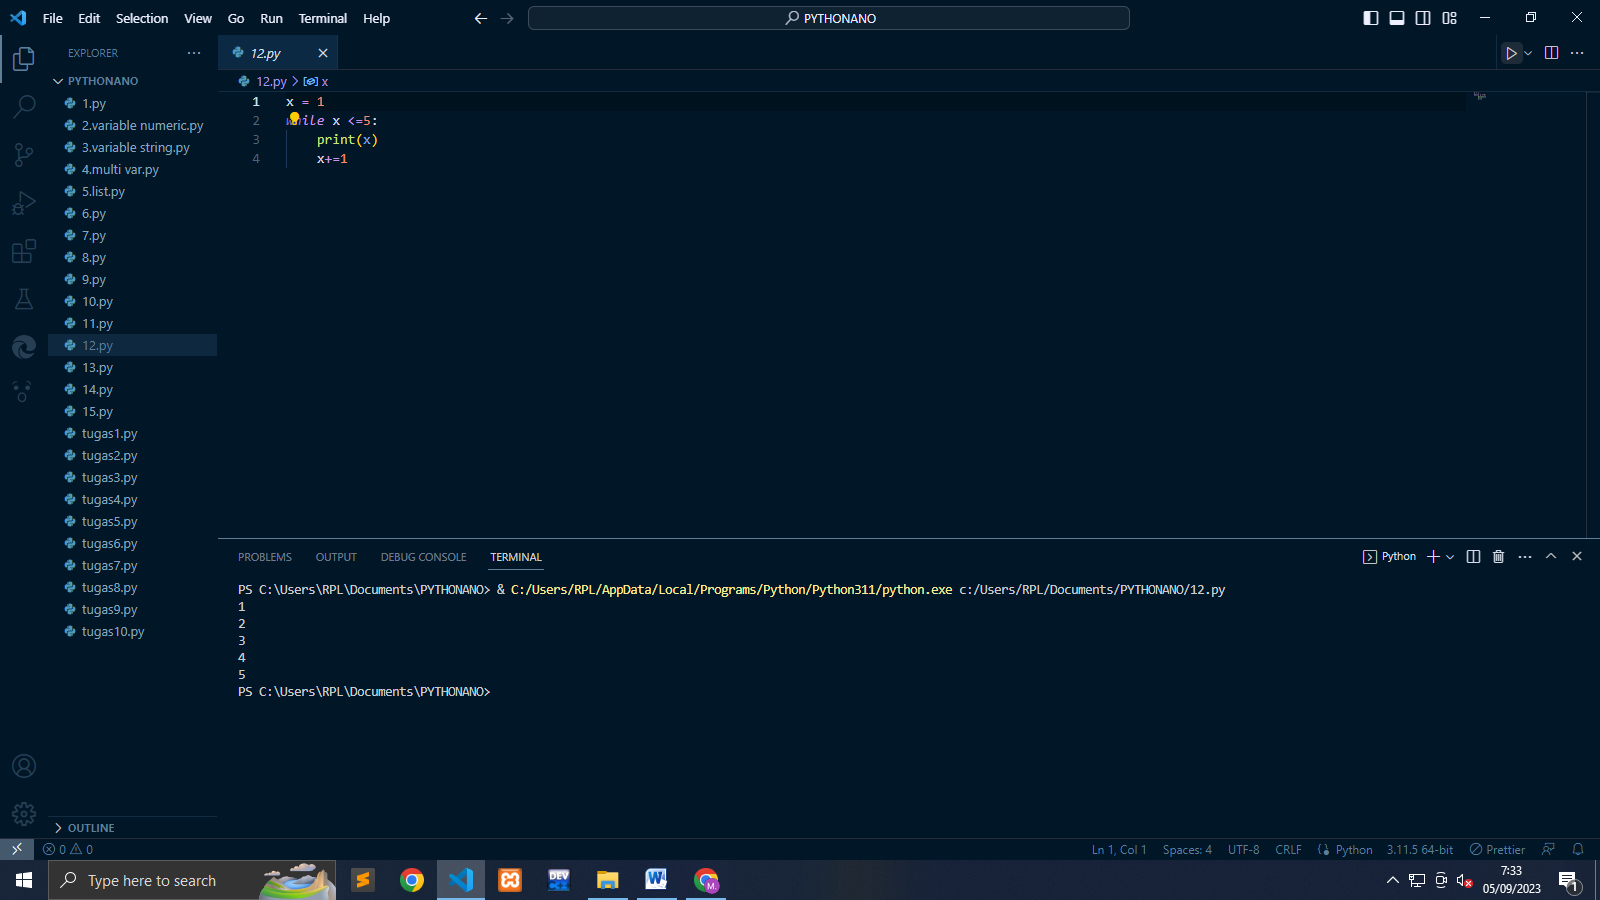 File Edit Selection View Go Run Terminal Help
PYTHONANO
EXPLORER
PYTHONANO
1.py
2.variable numeric.py
3.variable string.py
4.multi var.py
5.list.py
6.py
7.py
8.py
9.py
10.py
11.py
12.py
13.py
14.py
15.py
tugas1.py
tugas2.py
tugas3.py
tugas4.py
tugas5.py
tugas6.py
tugas7.py
tugas8.py
tugas9.py
tugas10.py
OUTLINE
12.py
12.py > x
1 x = 1
2 while x <=5:
3 print(x)
4 x+=1
PROBLEMS OUTPUT DEBUG CONSOLE TERMINAL
Python
PS C:\Users\RPL\Documents\PYTHONANO> & C:/Users/RPL/AppData/Local/Programs/Python/Python311/python.exe c:/Users/RPL/Documents/PYTHONANO/12.py
1
2
3
4
5
PS C:\Users\RPL\Documents\PYTHONANO>
0 0
Ln 1, Col 1 Spaces: 4 UTF-8 CRLF Python 3.11.5 64-bit Prettier
Type here to search
DEV
W
M.
7:33
05/09/2023
1